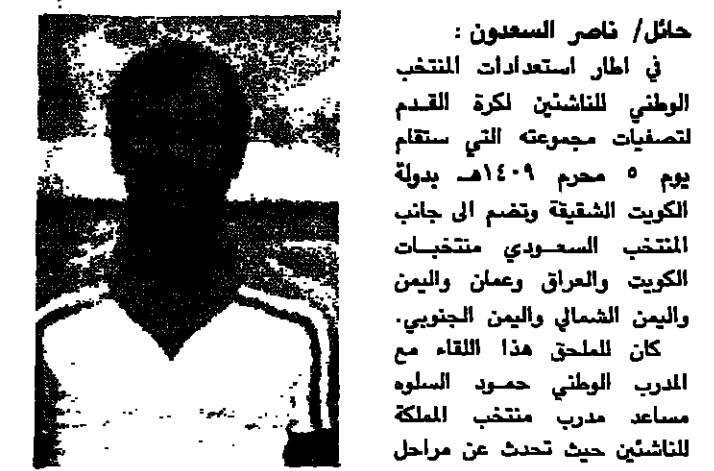 حائل/ ناصر السعدون :
في اطار استعدادات المنتخب
الوطني للناشئين لكرة القدم
لتصفيات مجموعته التي ستقام
يوم ٥ محرم ١٤٠٩هـ بدولة
الكويت الشقيقة وتضم الى جانب
المنتخب السعودي منتخبات
الكويت والعراق وعمان واليمن
واليمن الشمالي واليمن الجنوبي.
كان للملحق هذا اللقاء مع
المدرب الوطني حمود السلوه
مساعد مدرب منتخب المملكة
للناشئين حيث تحدث عن مراحل